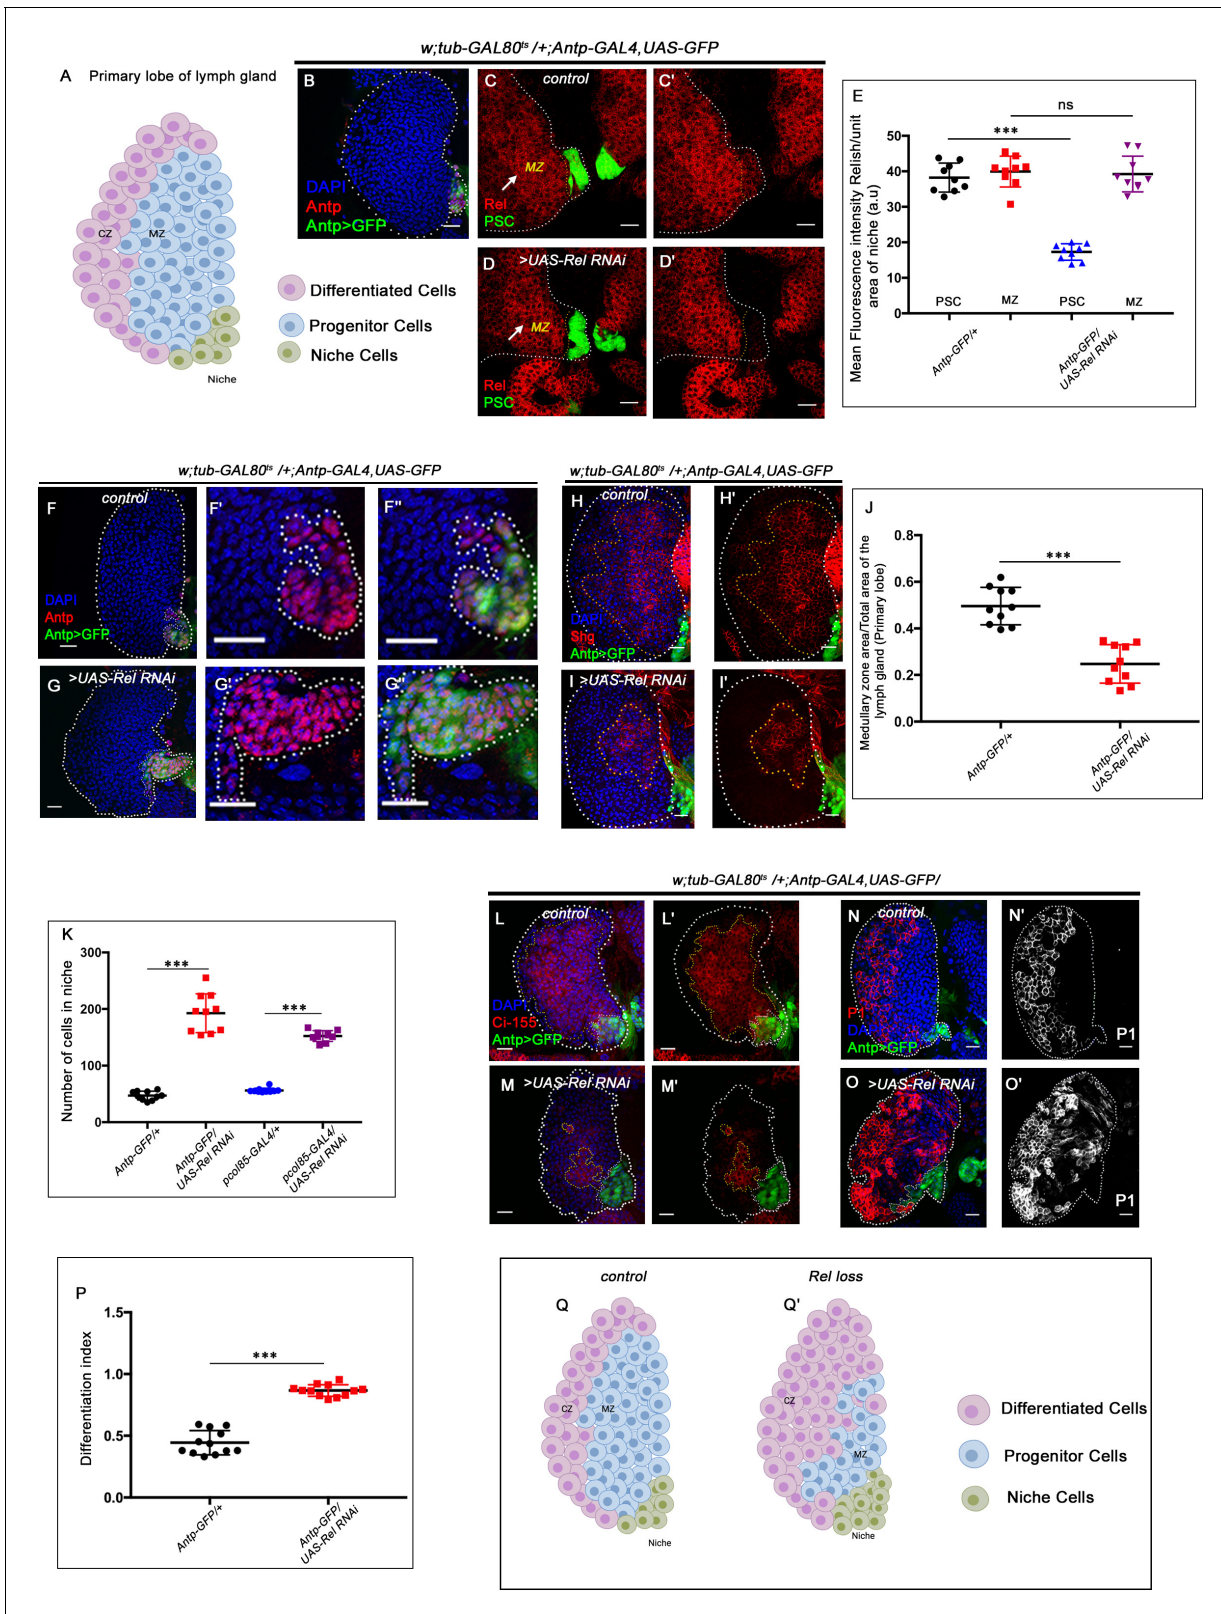 w;tub-GAL80ts /+;Antp-GAL4,UAS-GFP
A Primary lobe of lymph gland
CZ
MZ
Differentiated Cells
Progenitor Cells
Niche Cells
Niche
B
DAPI
Antp
Antp>GFP
C
control
MZ
Rel
PSC
C'
D
>UAS-Rel RNAi
MZ
Rel
PSC
D'
E
ns
***
Mean Fluorescence intensity Relish/unit
area of niche (a.u)
50
40
30
20
10
0
PSC
MZ
PSC
MZ
Antp-GFP/+
Antp-GFP/
UAS-Rel RNAi
w;tub-GAL80ts /+;Antp-GAL4,UAS-GFP
F
control
DAPI
Antp
Antp>GFP
F'
F''
G
>UAS-Rel RNAi
G'
G''
w;tub-GAL80ts /+;Antp-GAL4,UAS-GFP
H
control
DAPI
Shg
Antp>GFP
H'
I
>UAS-Rel RNAi
I'
J
***
Medullary zone area/Total area of the
lymph gland (Primary lobe)
0.8
0.6
0.4
0.2
0.0
Antp-GFP/+
Antp-GFP/
UAS-Rel RNAi
K
Number of cells in niche
300
200
100
0
***
***
Antp-GFP/+
Antp-GFP/
UAS-Rel RNAi
pcol85-GAL4/+
pcol85-GAL4/
UAS-Rel RNAi
w;tub-GAL80ts /+;Antp-GAL4,UAS-GFP/
L
control
DAPI
Ci-155
Antp>GFP
L'
M
>UAS-Rel RNAi
M'
N
control
P1
DAPI
Antp>GFP
N'
P1
O
>UAS-Rel RNAi
O'
P1
P
Differentiation index
1.5
1.0
0.5
0.0
***
Antp-GFP/+
Antp-GFP/
UAS-Rel RNAi
control
Rel loss
Q
CZ
MZ
Niche
Q'
CZ
MZ
Niche
Differentiated Cells
Progenitor Cells
Niche Cells